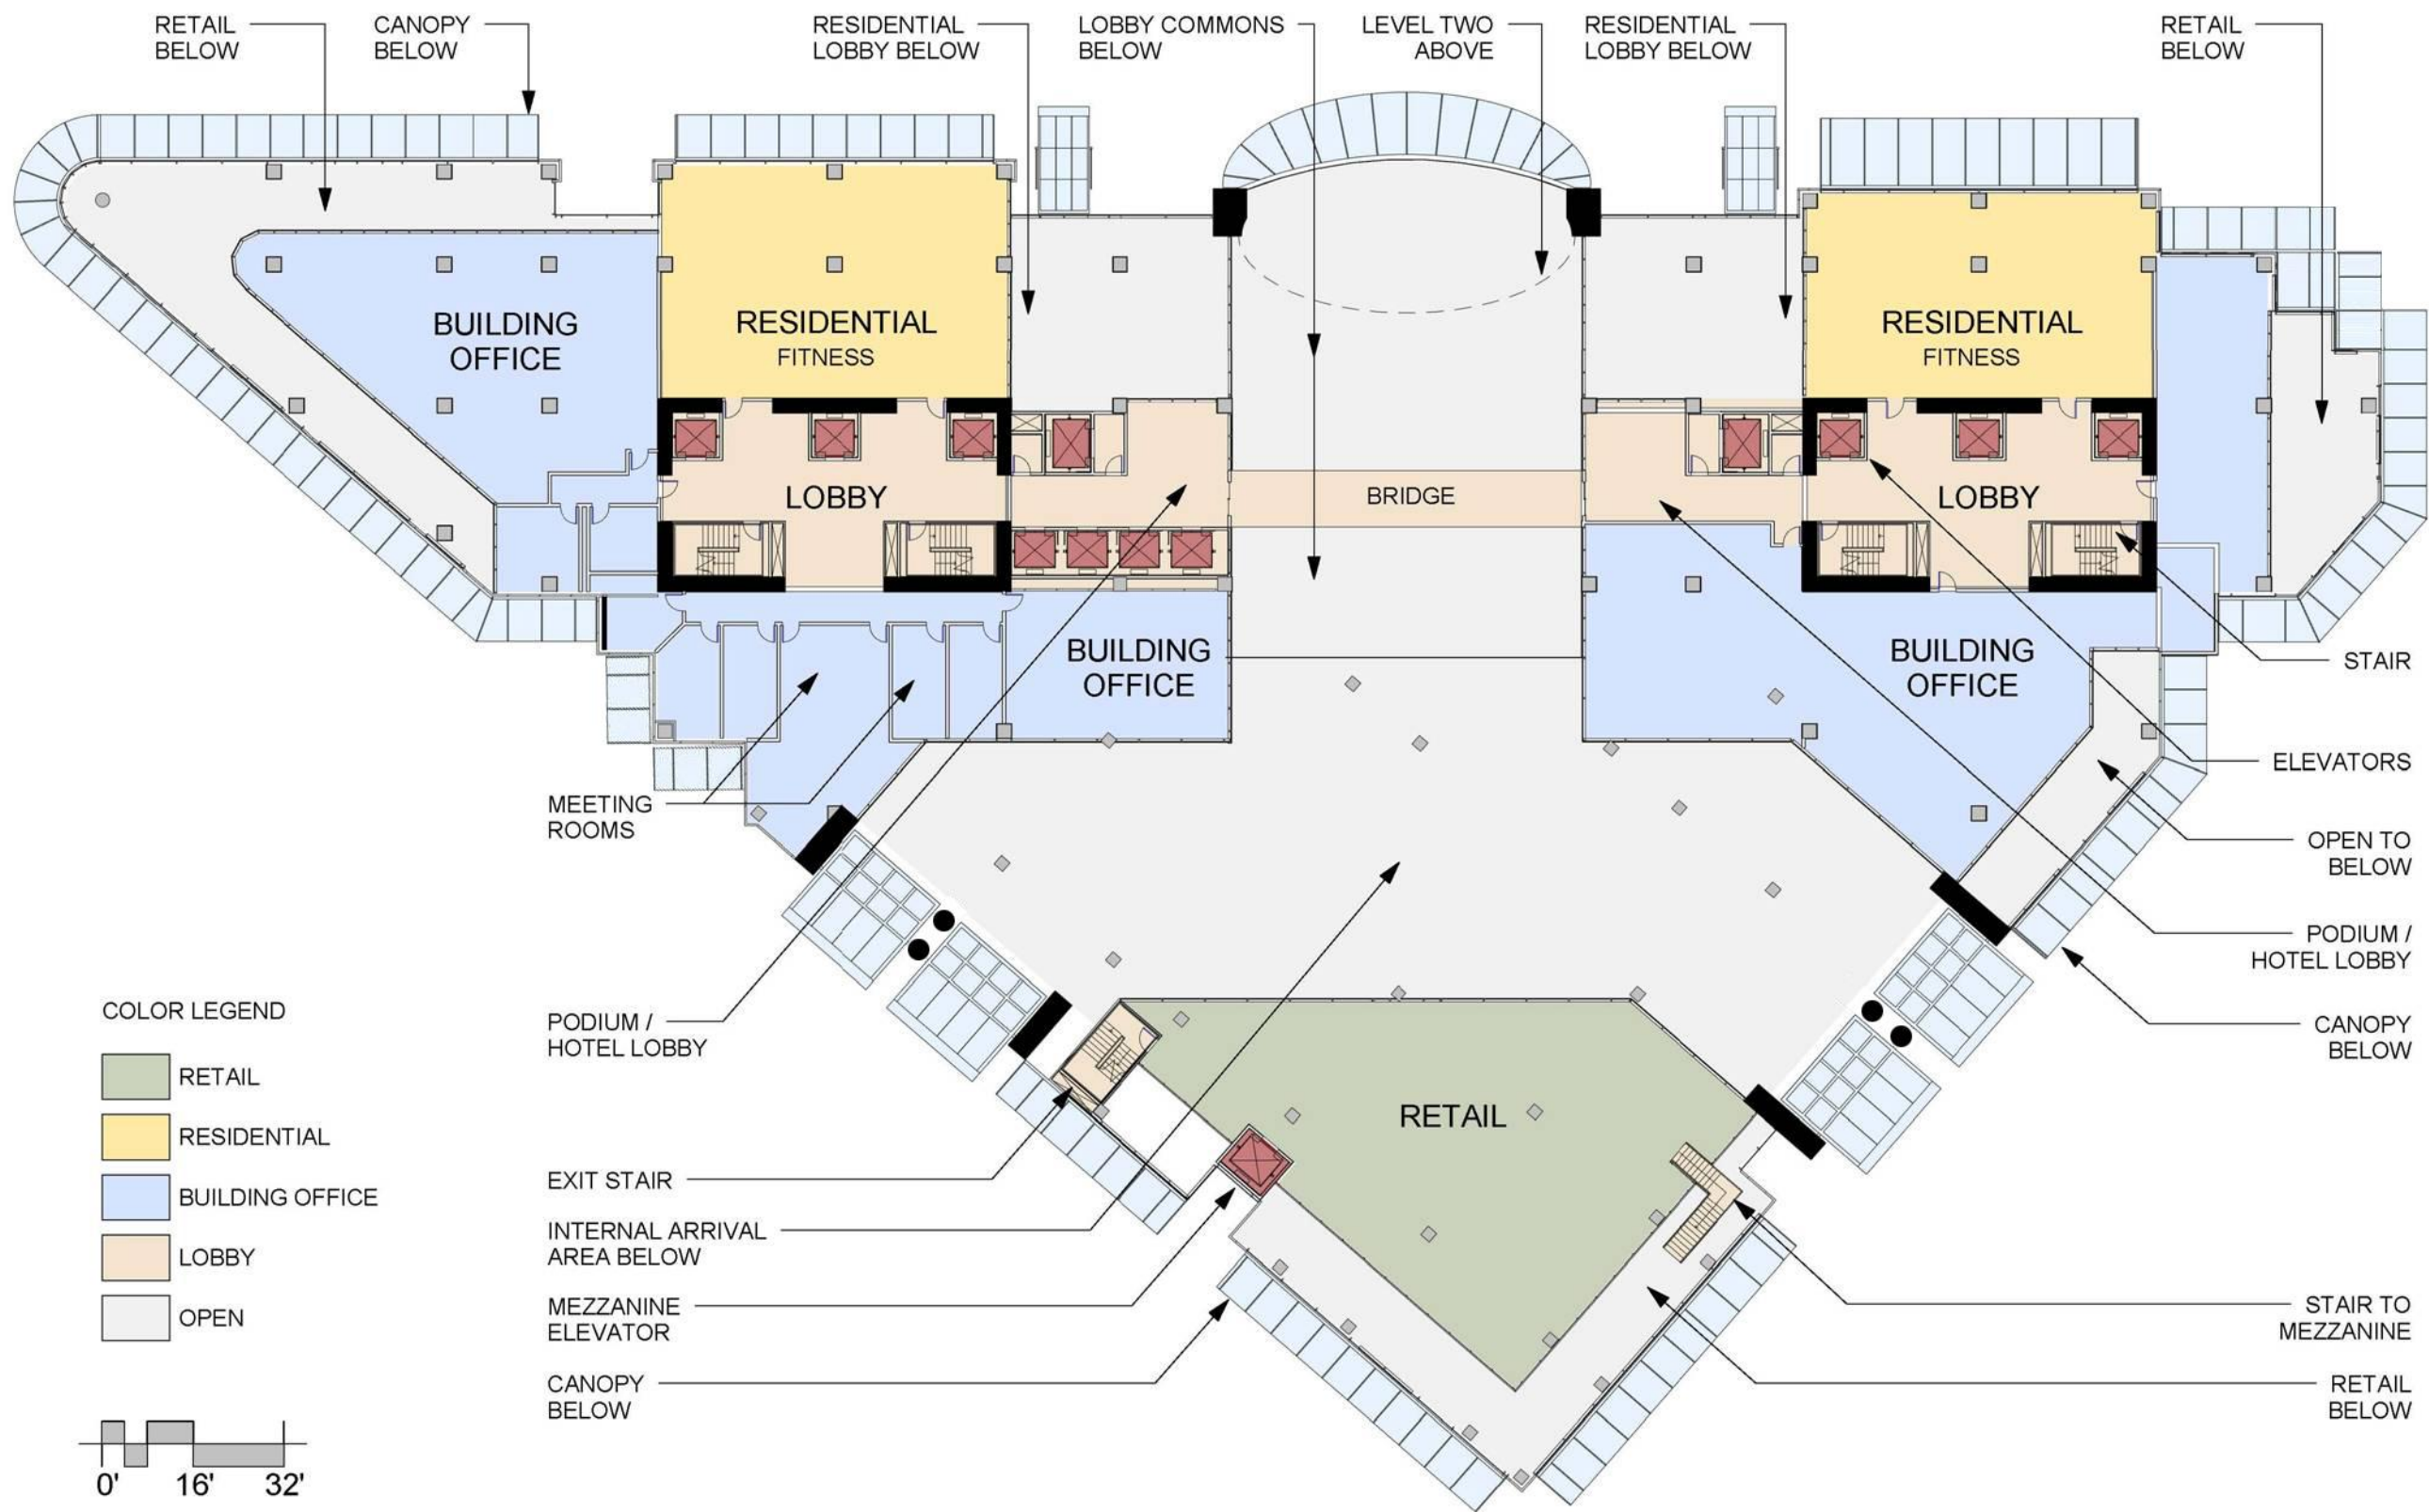 RETAIL
BELOW
CANOPY
BELOW
RESIDENTIAL
LOBBY BELOW
LOBBY COMMONS
BELOW
LEVEL TWO
ABOVE
RESIDENTIAL
LOBBY BELOW
RETAIL
BELOW
BUILDING
OFFICE
RESIDENTIAL
FITNESS
RESIDENTIAL
FITNESS
LOBBY
BRIDGE
LOBBY
BUILDING
OFFICE
BUILDING
OFFICE
STAIR
ELEVATORS
MEETING
ROOMS
OPEN TO
BELOW
PODIUM /
HOTEL LOBBY
PODIUM /
HOTEL LOBBY
CANOPY
BELOW
COLOR LEGEND
RETAIL
RESIDENTIAL
BUILDING OFFICE
LOBBY
OPEN
RETAIL
EXIT STAIR
INTERNAL ARRIVAL
AREA BELOW
MEZZANINE
ELEVATOR
CANOPY
BELOW
STAIR TO
MEZZANINE
RETAIL
BELOW
0' 16' 32'